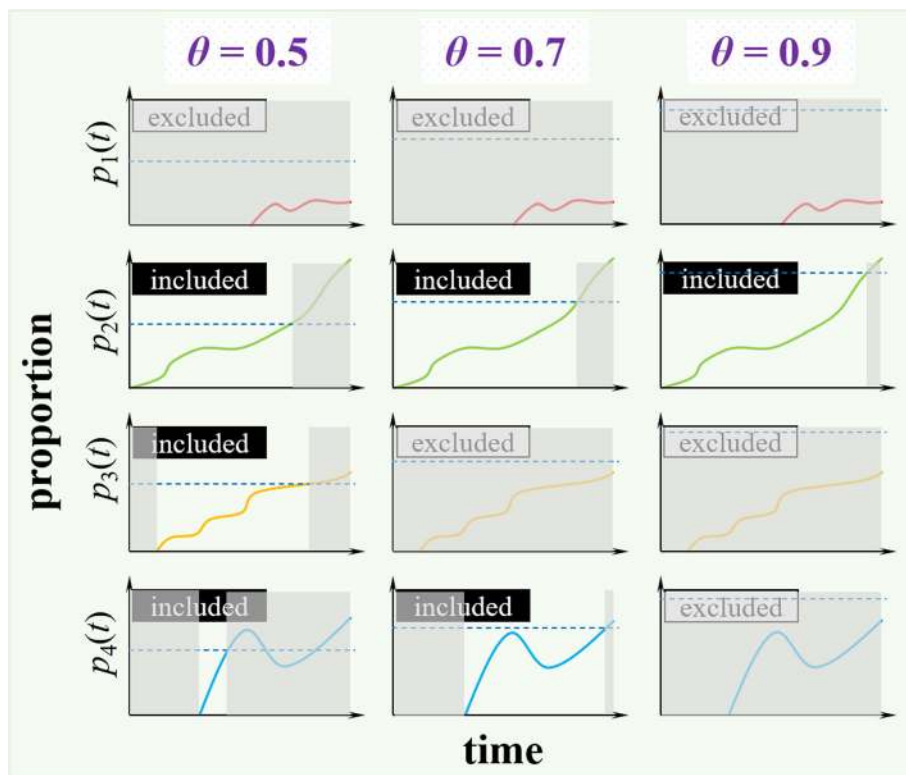 θ = 0.5 θ = 0.7 θ = 0.9
p1(t) excluded excluded excluded
p2(t) included included included
p3(t) included excluded excluded
p4(t) included included excluded
proportion
time